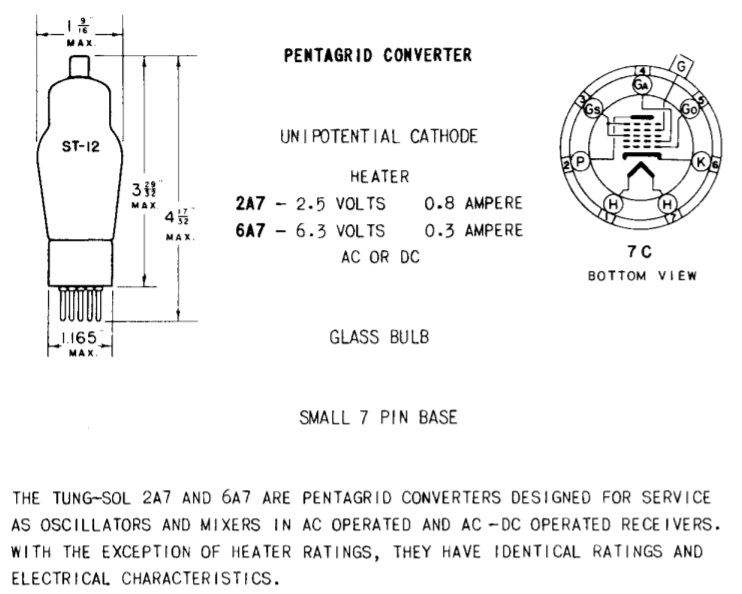 1 9/16"
MAX.
ST-12
3 29/32"
MAX.
4 17/32"
MAX.
1.165"
MAX.
PENTAGRID CONVERTER
UNIPOTENTIAL CATHODE
HEATER
2A7 – 2.5 VOLTS 0.8 AMPERE
6A7 – 6.3 VOLTS 0.3 AMPERE
AC OR DC
GLASS BULB
SMALL 7 PIN BASE
G
4
GA
3
GS
5
GO
2
P
K
6
H
H
1
7
7C
BOTTOM VIEW
THE TUNG-SOL 2A7 AND 6A7 ARE PENTAGRID CONVERTERS DESIGNED FOR SERVICE
AS OSCILLATORS AND MIXERS IN AC OPERATED AND AC-DC OPERATED RECEIVERS.
WITH THE EXCEPTION OF HEATER RATINGS, THEY HAVE IDENTICAL RATINGS AND
ELECTRICAL CHARACTERISTICS.